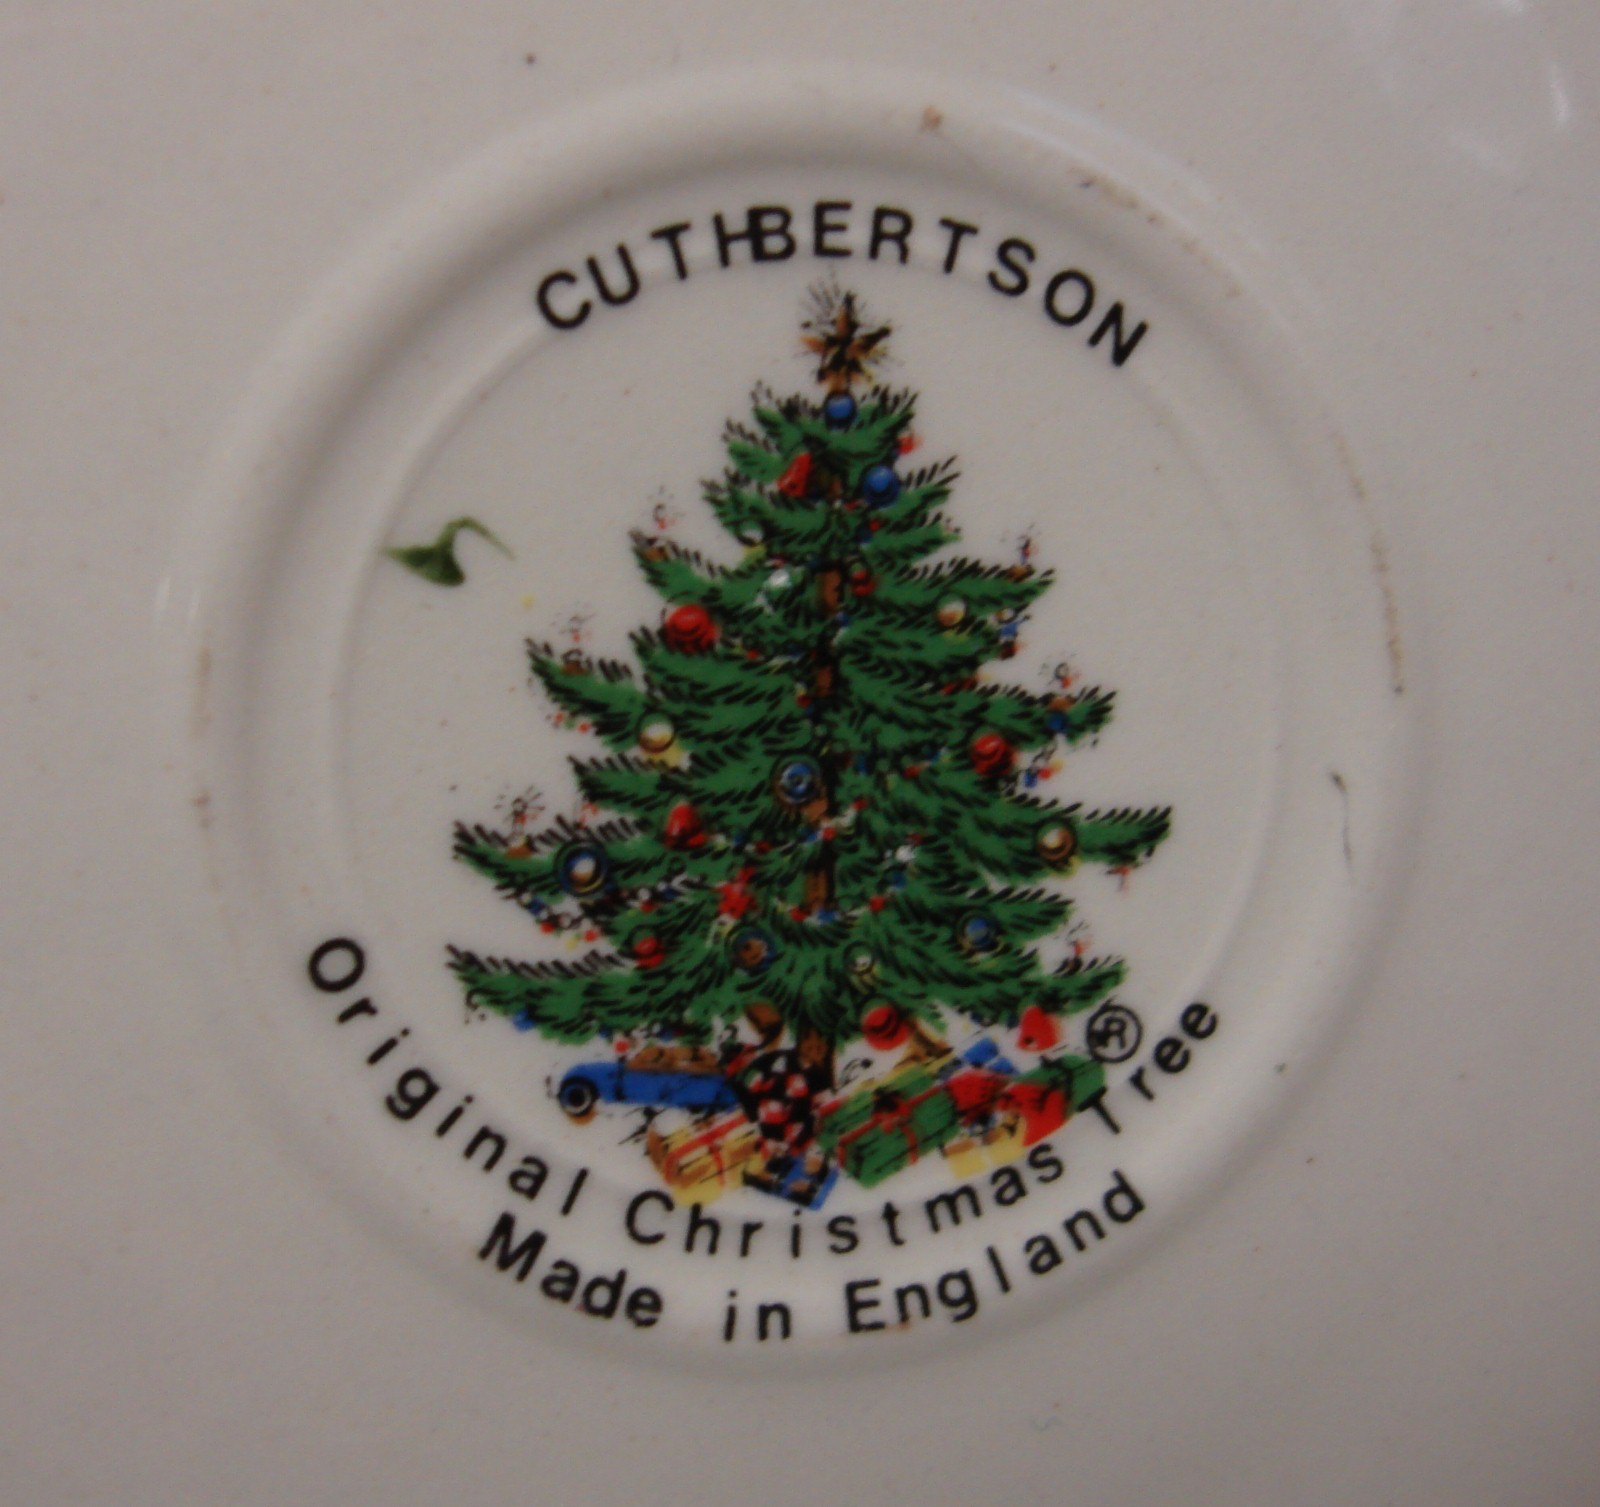 CUTHBERTSON
Original Christmas Tree ®
Made in England